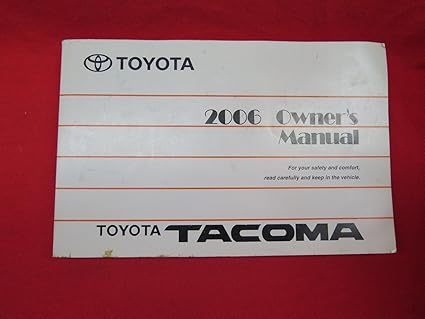 TOYOTA
2006 Owner's
Manual
For your safety and comfort,
read carefully and keep in the vehicle.
TOYOTA TACOMA